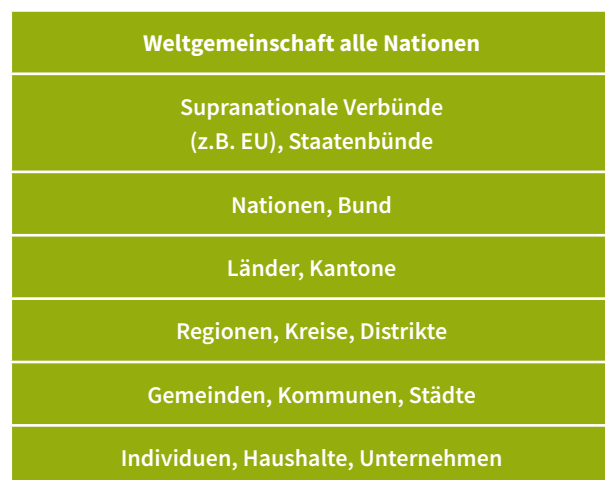 Weltgemeinschaft alle Nationen
Supranationale Verbünde
(z.B. EU), Staatenbünde
Nationen, Bund
Länder, Kantone
Regionen, Kreise, Distrikte
Gemeinden, Kommunen, Städte
Individuen, Haushalte, Unternehmen